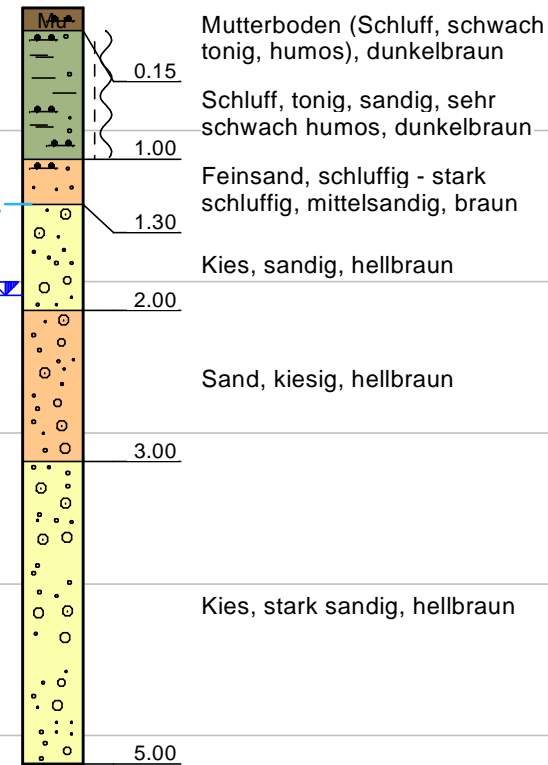 Mu
Mutterboden (Schluff, schwach
tonig, humos), dunkelbraun
0.15
Schluff, tonig, sandig, sehr
schwach humos, dunkelbraun
1.00
Feinsand, schluffig - stark
schluffig, mittelsandig, braun
1.30
Kies, sandig, hellbraun
2.00
Sand, kiesig, hellbraun
3.00
Kies, stark sandig, hellbraun
5.00